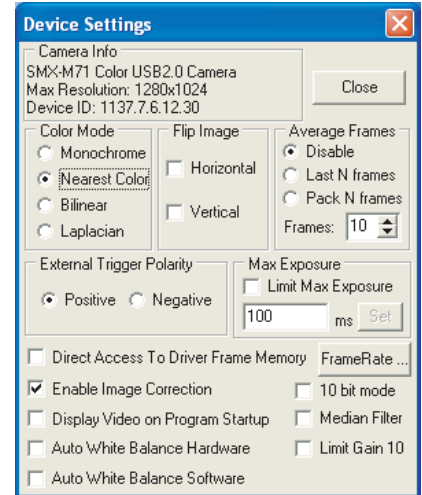 Device Settings
Camera Info
SMX-M71 Color USB2.0 Camera
Max Resolution: 1280x1024
Device ID: 1137.7.6.12.30
Close
Color Mode
Monochrome
Nearest Color
Bilinear
Laplacian
Flip Image
Horizontal
Vertical
Average Frames
Disable
Last N frames
Pack N frames
Frames: 10
External Trigger Polarity
Positive
Negative
Max Exposure
Limit Max Exposure
100 ms Set
Direct Access To Driver Frame Memory
FrameRate ...
Enable Image Correction
10 bit mode
Display Video on Program Startup
Median Filter
Auto White Balance Hardware
Limit Gain 10
Auto White Balance Software